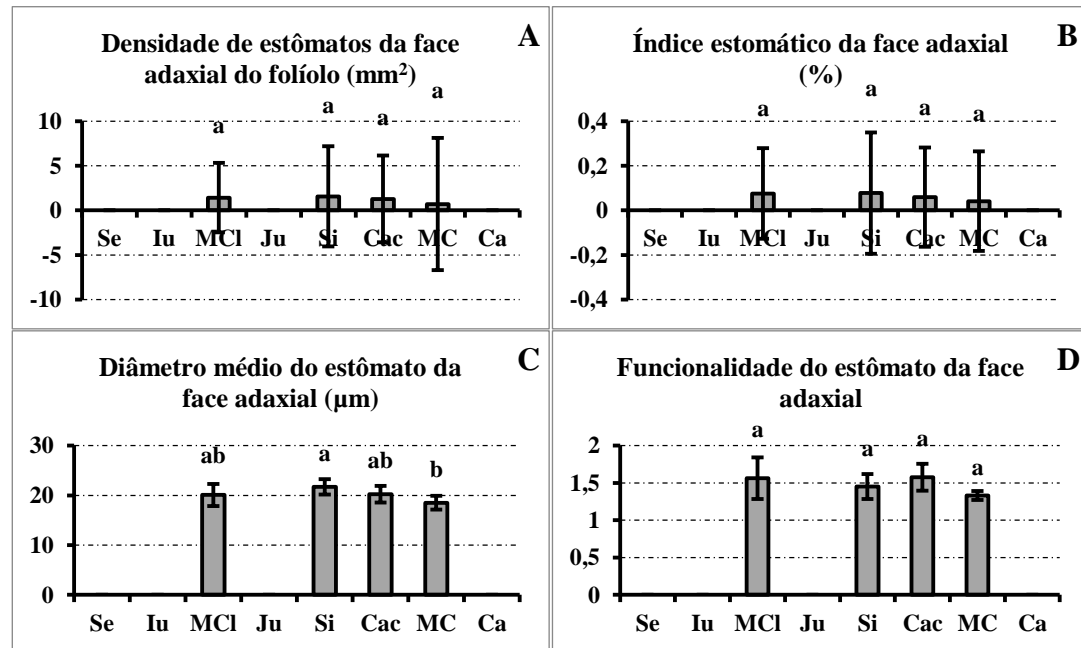 Densidade de estômatos da face
adaxial do folíolo (mm²)
A
a a a a
10
5
0
-5
-10
Se Iu MCl Ju Si Cac MC Ca
Índice estomático da face adaxial
(%)
B
a a a a
0,4
0,2
0
-0,2
-0,4
Se Iu MCl Ju Si Cac MC Ca
Diâmetro médio do estômato da
face adaxial (µm)
C
ab a ab b
30
20
10
0
Se Iu MCl Ju Si Cac MC Ca
Funcionalidade do estômato da face
adaxial
D
a a a a
2
1,5
1
0,5
0
Se Iu MCl Ju Si Cac MC Ca